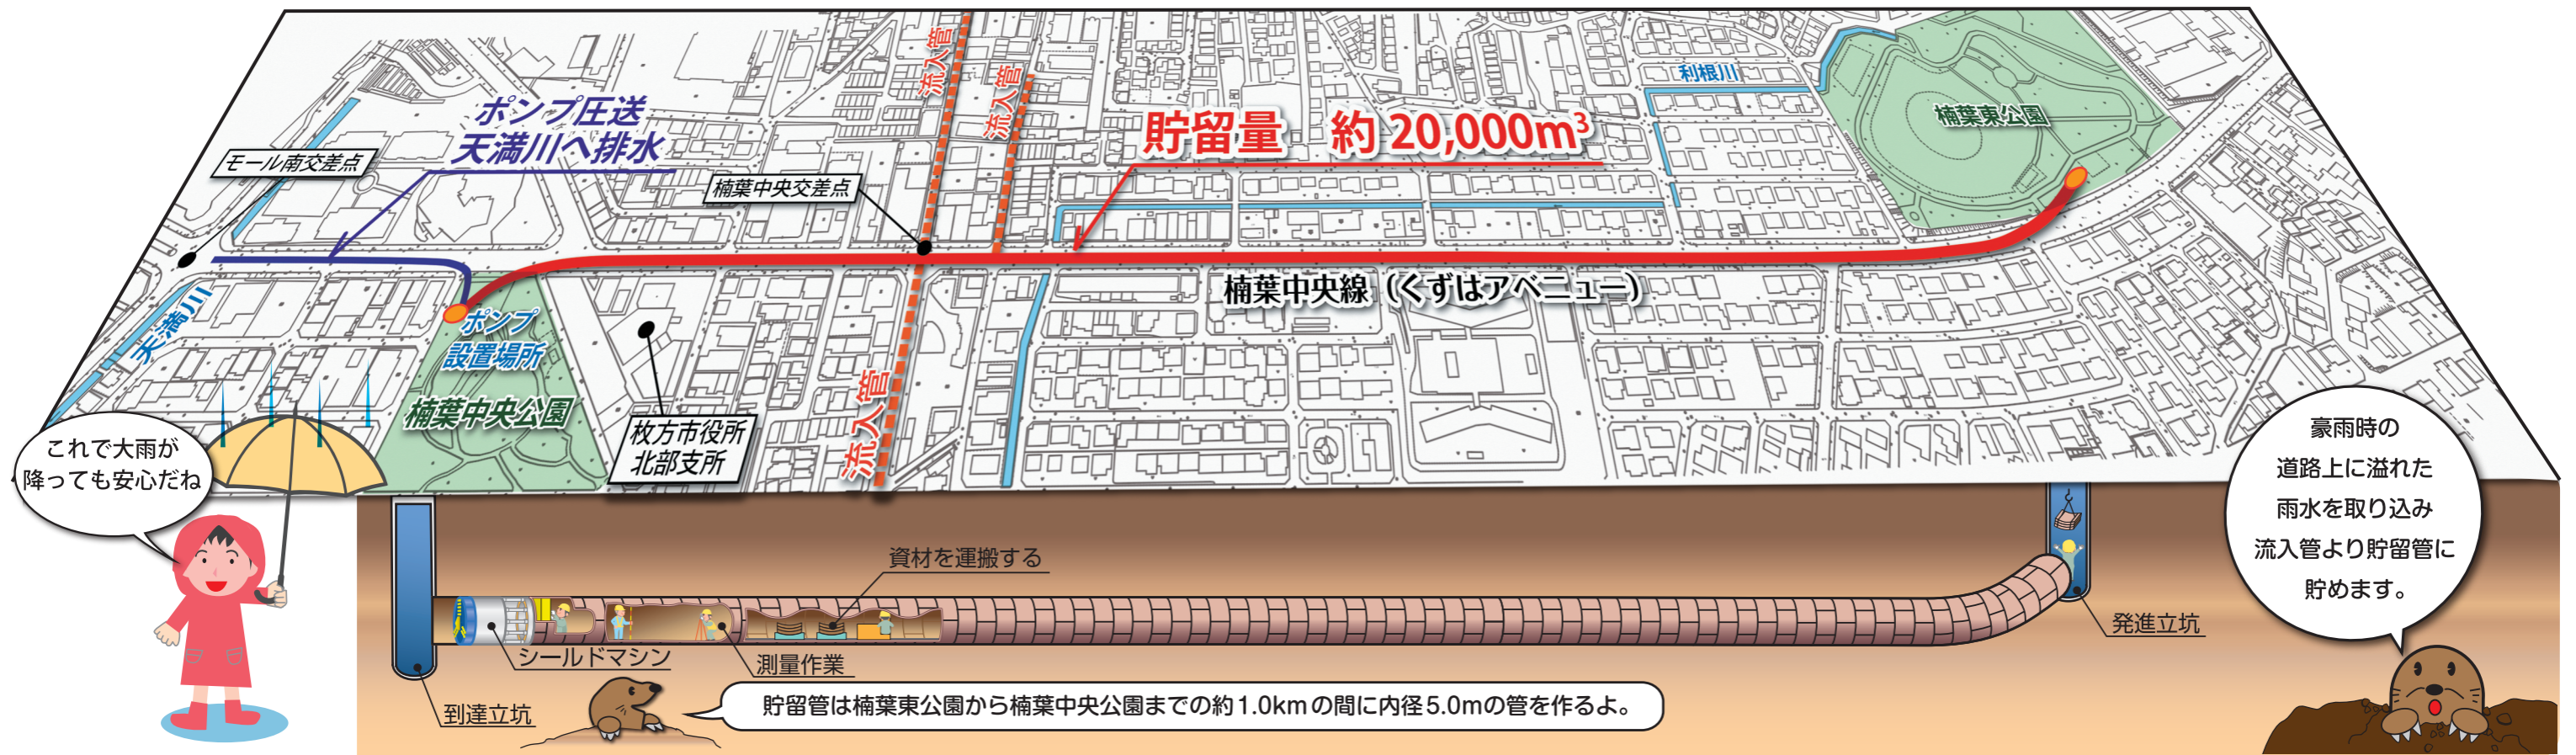 流入管
流入管
利根川
楠葉東公園
ポンプ圧送
天満川へ排水
貯留量　約 20,000m³
モール南交差点
楠葉中央交差点
天満川
ポンプ
設置場所
楠葉中央公園
楠葉中央線（くずはアベニュー）
流入管
枚方市役所
北部支所
これで大雨が
降っても安心だね
豪雨時の
道路上に溢れた
雨水を取り込み
流入管より貯留管に
貯めます。
資材を運搬する
発進立坑
シールドマシン
測量作業
到達立坑
貯留管は楠葉東公園から楠葉中央公園までの約1.0kmの間に内径5.0mの管を作るよ。